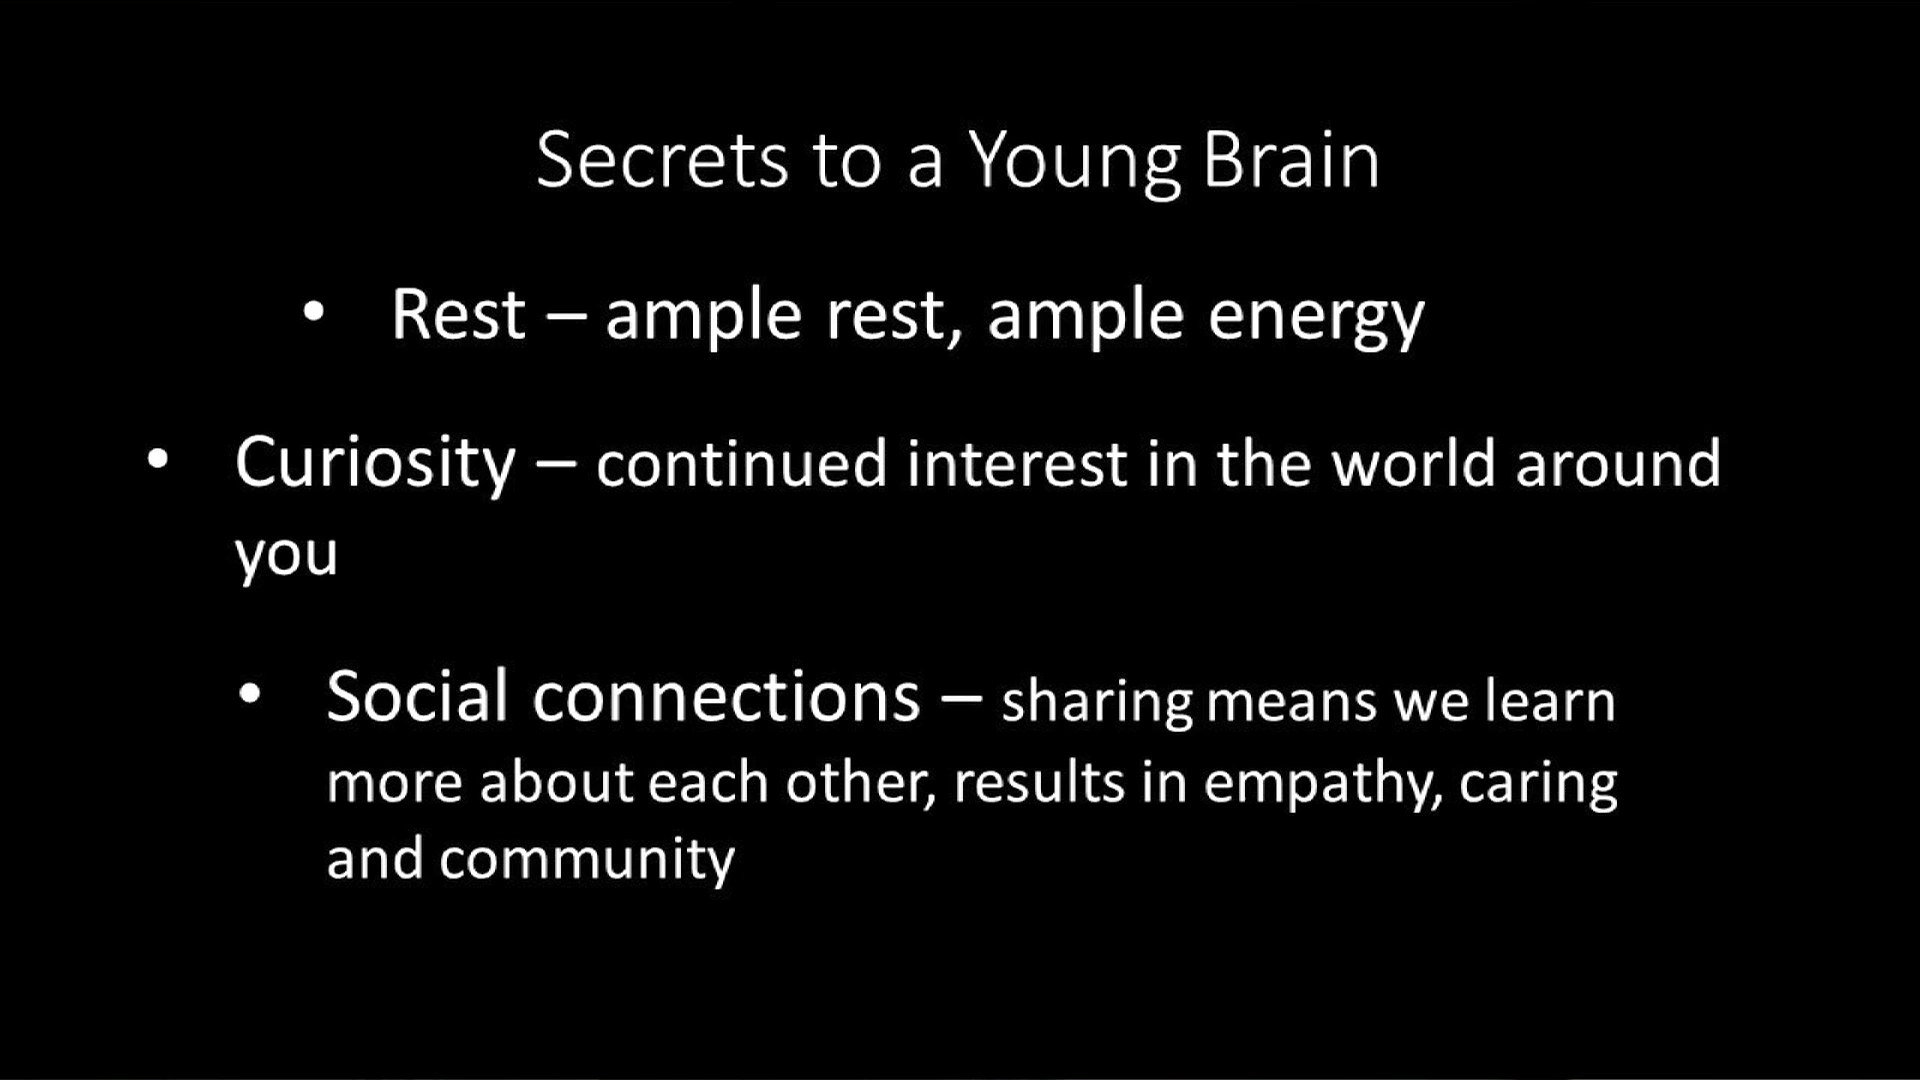 Secrets to a Young Brain
• Rest – ample rest, ample energy
• Curiosity – continued interest in the world around
you
• Social connections – sharing means we learn
more about each other, results in empathy, caring
and community